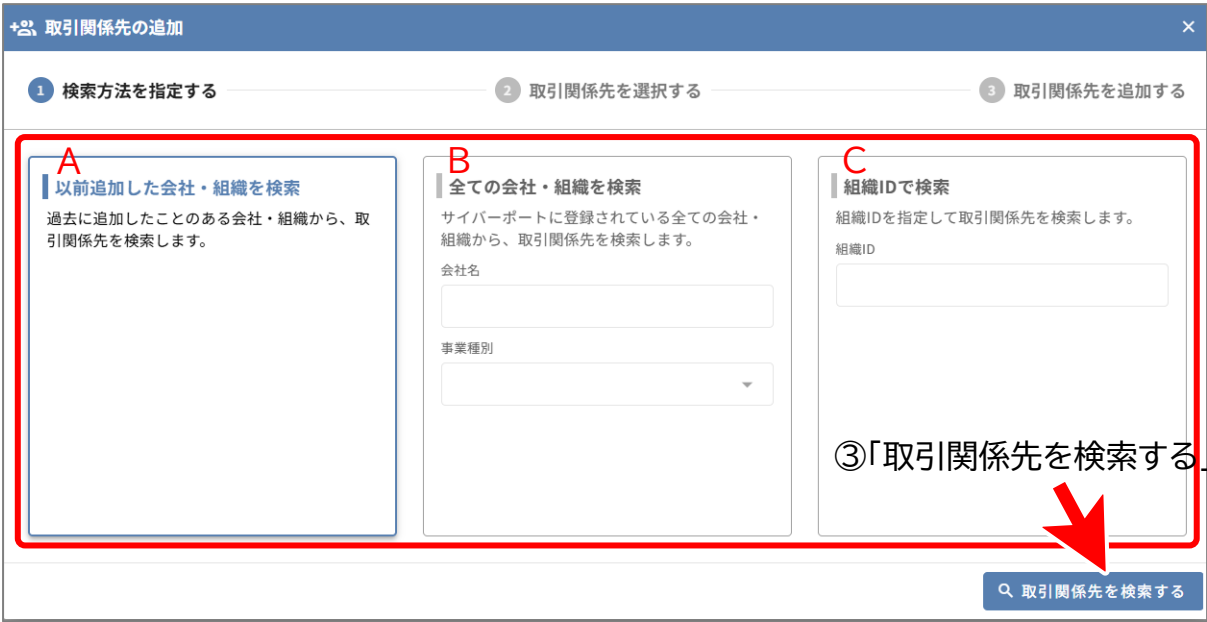 取引関係先の追加
1 検索方法を指定する
2 取引関係先を選択する
3 取引関係先を追加する
A
以前追加した会社・組織を検索
過去に追加したことのある会社・組織から、取
引関係先を検索します。
B
全ての会社・組織を検索
サイバーポートに登録されている全ての会社・
組織から、取引関係先を検索します。
会社名
事業種別
C
組織IDで検索
組織IDを指定して取引関係先を検索します。
組織ID
③「取引関係先を検索する」
取引関係先を検索する